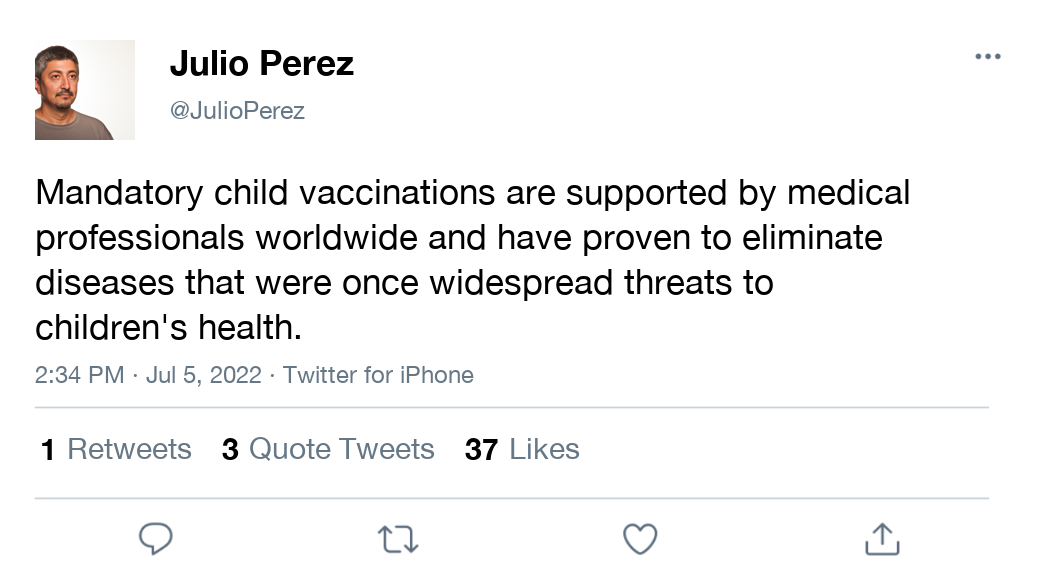 Julio Perez
@JulioPerez
Mandatory child vaccinations are supported by medical
professionals worldwide and have proven to eliminate
diseases that were once widespread threats to
children's health.
2:34 PM · Jul 5, 2022 · Twitter for iPhone
1 Retweets 3 Quote Tweets 37 Likes